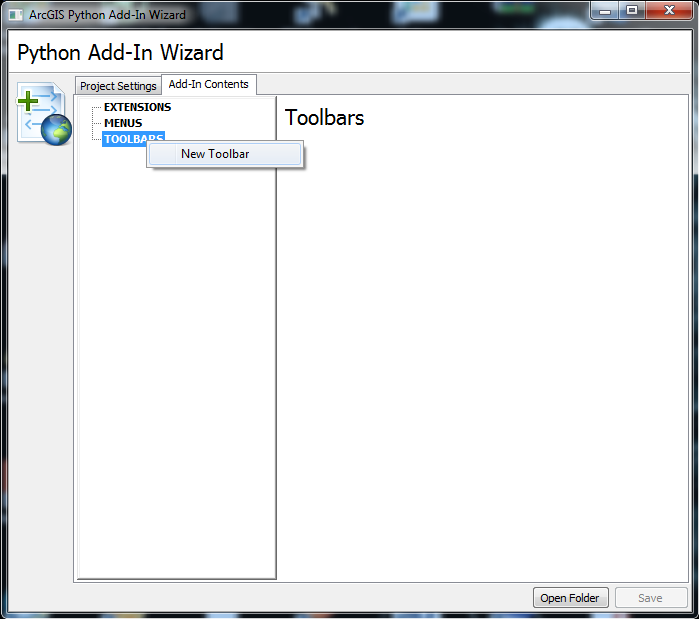 ArcGIS Python Add-In Wizard
Python Add-In Wizard
Project Settings
Add-In Contents
EXTENSIONS
MENUS
TOOLBARS
New Toolbar
Toolbars
Open Folder
Save